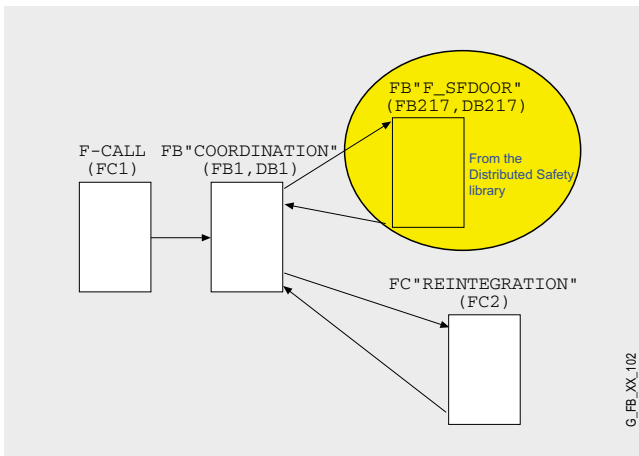 FB"F_SFDOOR"
(FB217,DB217)
F-CALL
(FC1)
FB"COORDINATION"
(FB1,DB1)
From the
Distributed Safety
library
FC"REINTEGRATION"
(FC2)
G_FB_XX_102